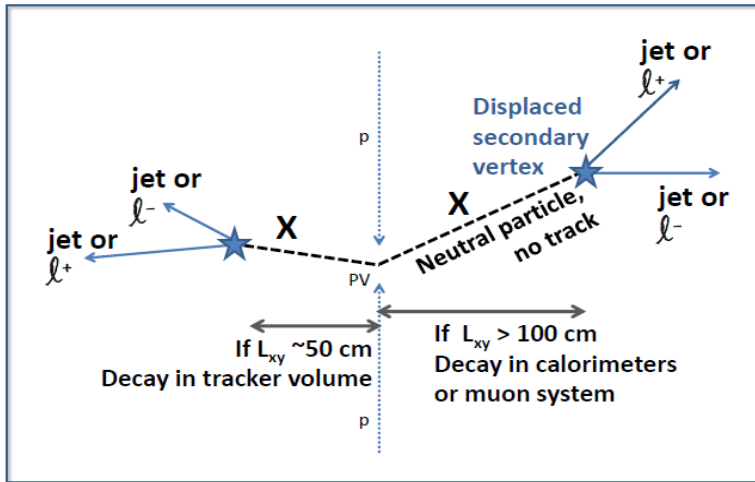 jet or
ℓ+
Displaced
secondary
vertex
p
jet or
ℓ−
X
X
jet or
ℓ−
jet or
ℓ+
Neutral particle,
no track
PV
If Lxy ~50 cm
Decay in tracker volume
If Lxy > 100 cm
Decay in calorimeters
or muon system
p